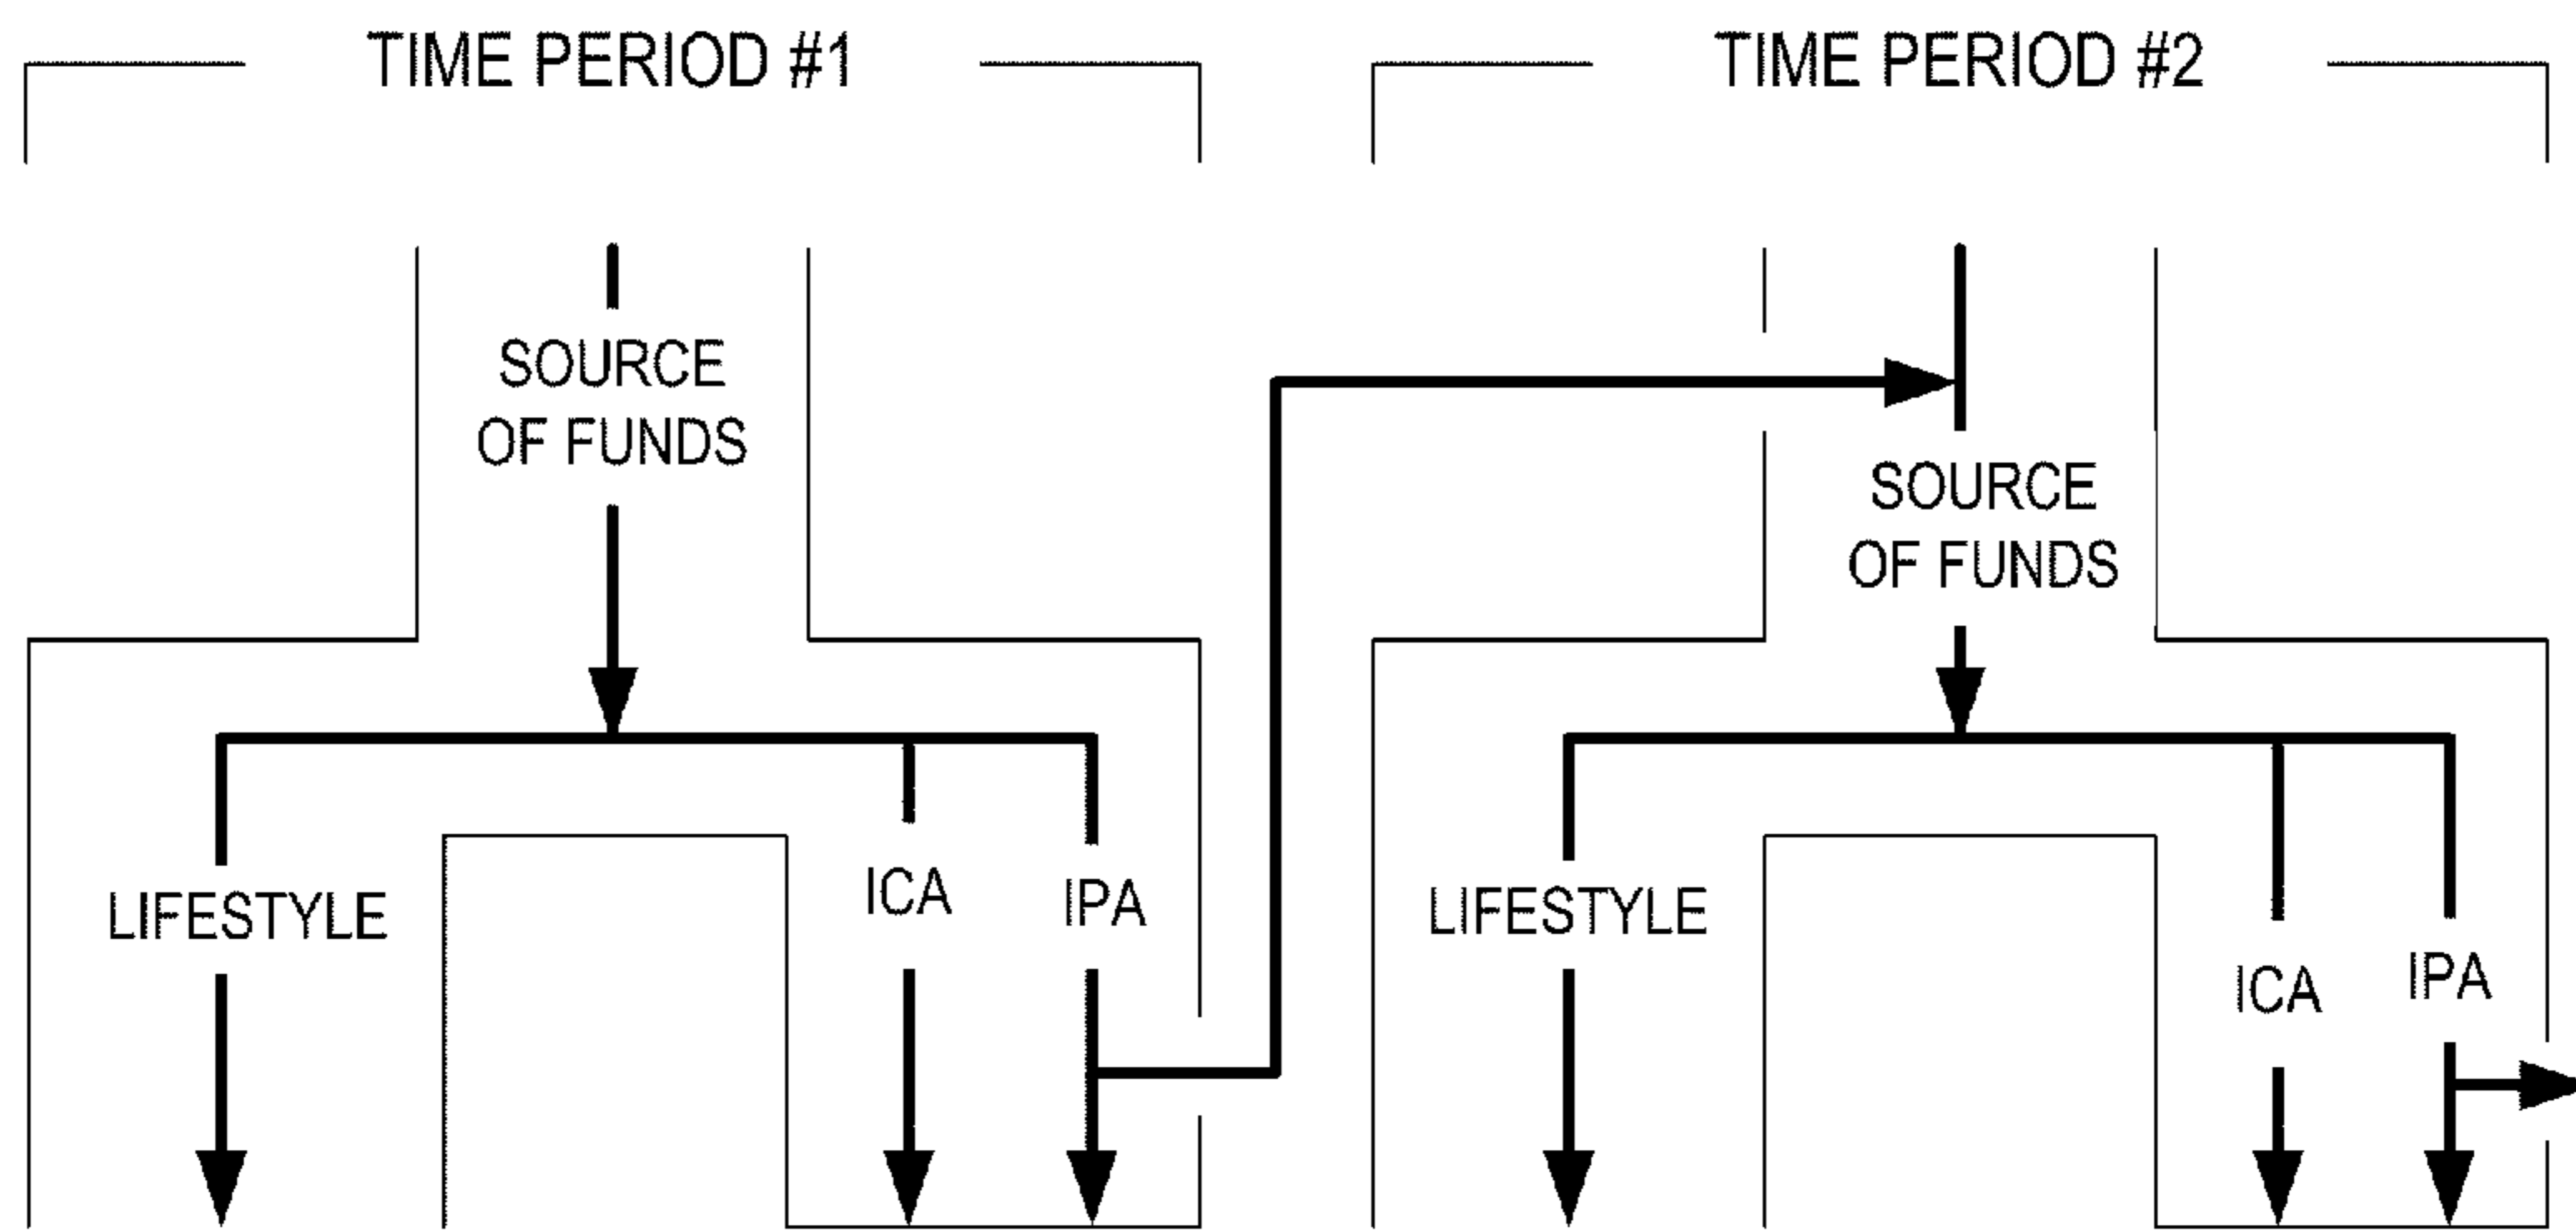 TIME PERIOD #1
TIME PERIOD #2
SOURCE
OF FUNDS
SOURCE
OF FUNDS
LIFESTYLE
ICA
IPA
LIFESTYLE
ICA
IPA